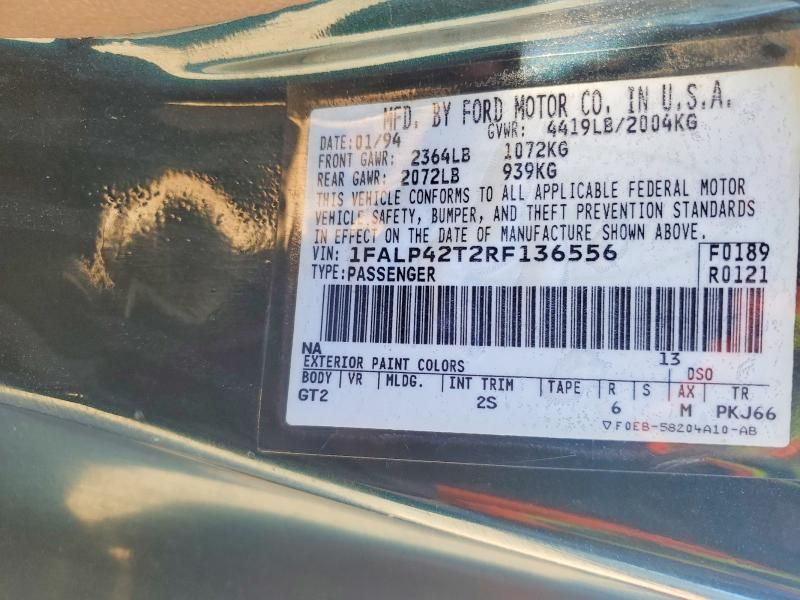 MFD. BY FORD MOTOR CO. IN U.S.A.
DATE: 01/94 GVWR: 4419LB/2004KG
FRONT GAWR: 2364LB 1072KG
REAR GAWR: 2072LB 939KG
THIS VEHICLE CONFORMS TO ALL APPLICABLE FEDERAL MOTOR
VEHICLE SAFETY, BUMPER, AND THEFT PREVENTION STANDARDS
IN EFFECT ON THE DATE OF MANUFACTURE SHOWN ABOVE.
VIN: 1FALP42T2RF136556 F0189
TYPE: PASSENGER R0121
NA 13
EXTERIOR PAINT COLORS DSO
BODY VR MLDG. INT TRIM TAPE R S AX TR
GT2 2S 6 M PKJ66
▽F0EB-58204A10-AB